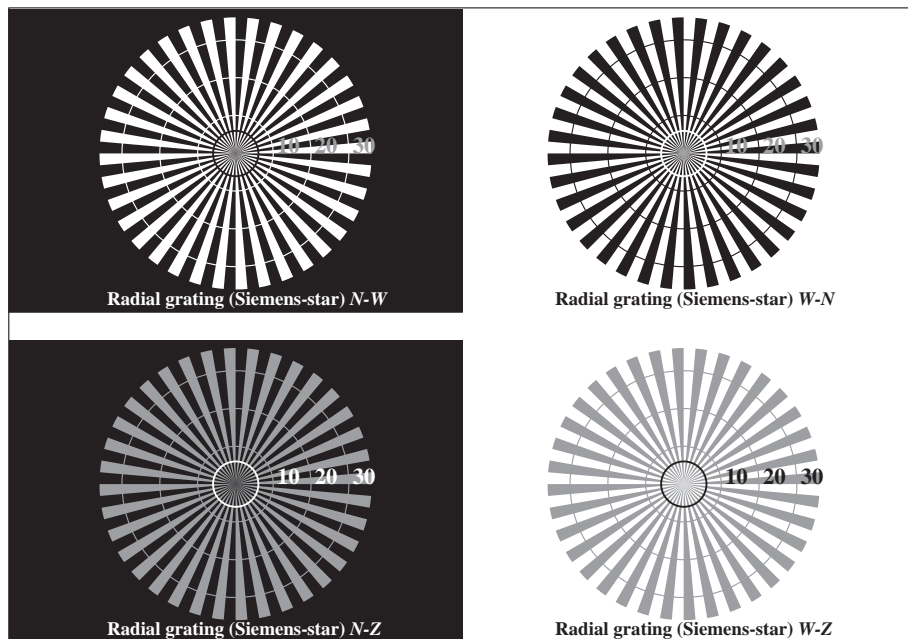 10 20 30
Radial grating (Siemens-star) N-W
10 20 30
Radial grating (Siemens-star) W-N
10 20 30
Radial grating (Siemens-star) N-Z
10 20 30
Radial grating (Siemens-star) W-Z